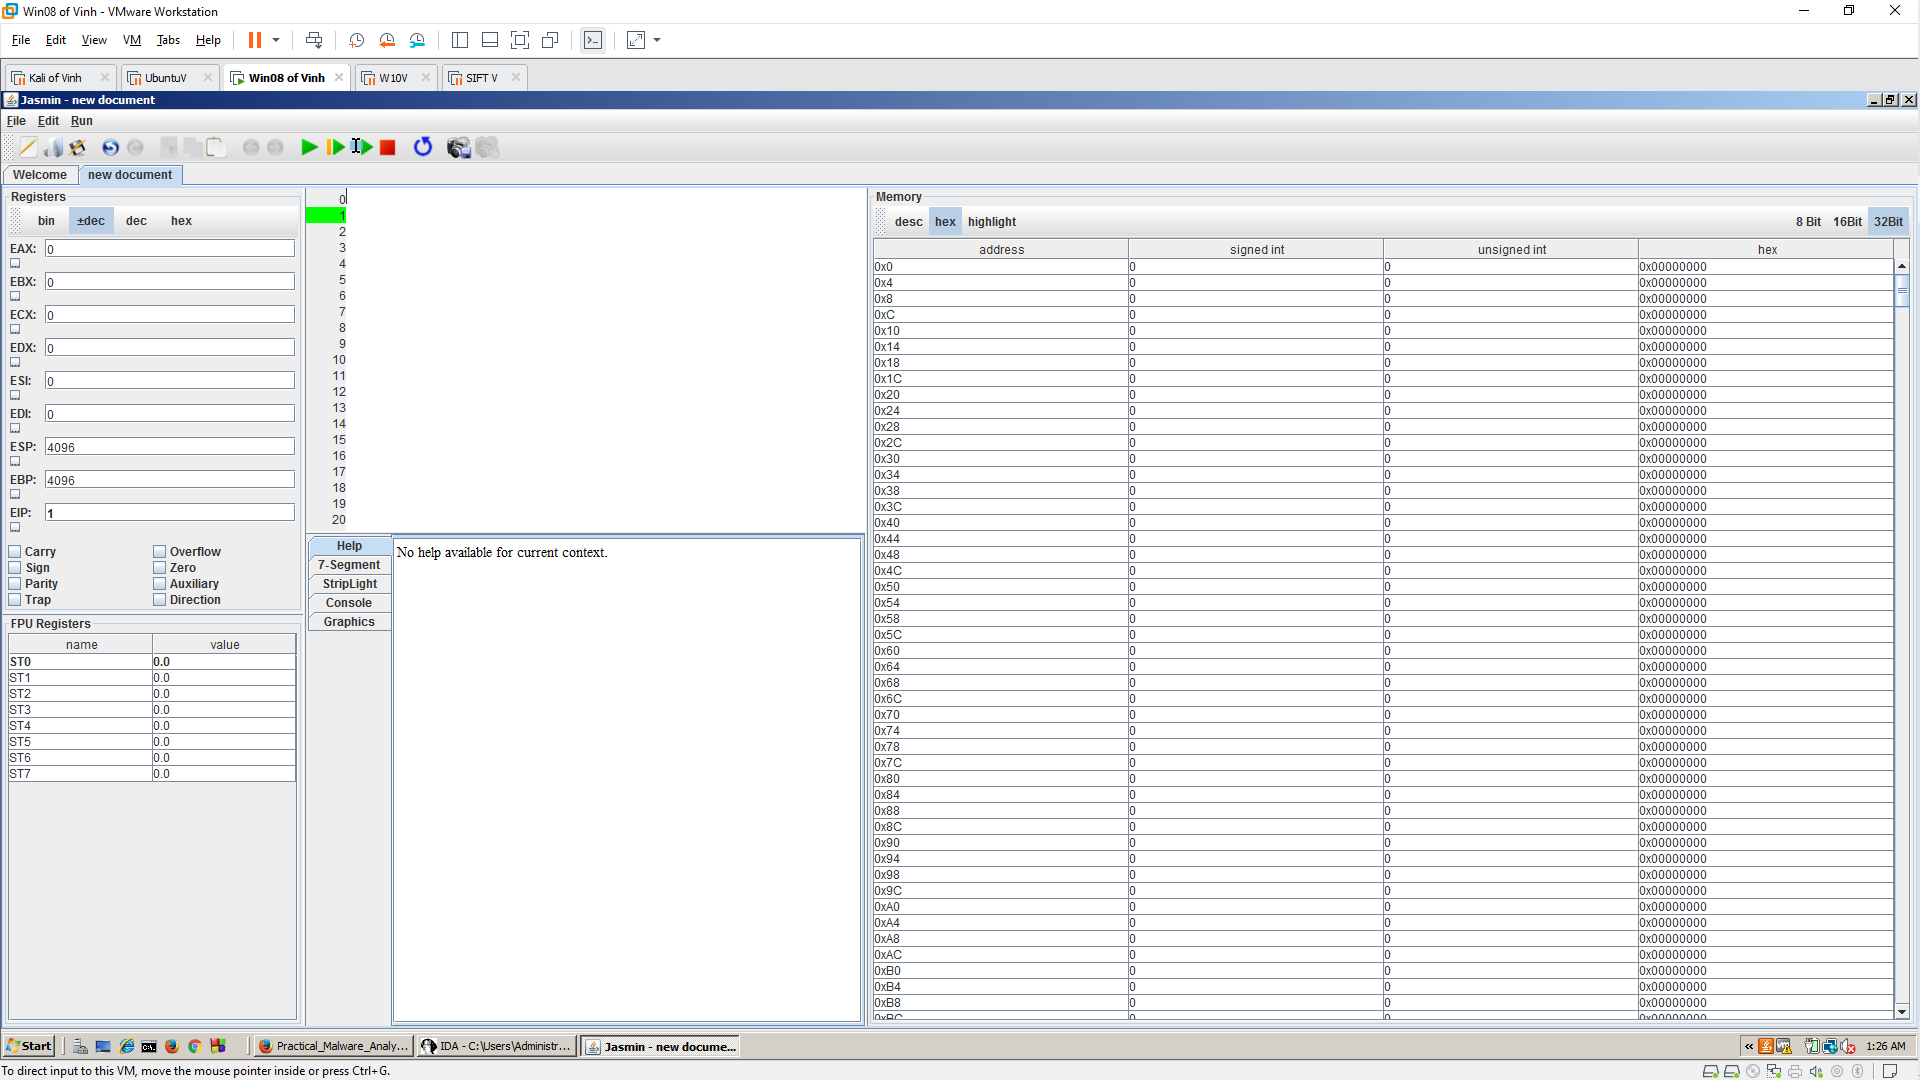 Win08 of Vinh - VMware Workstation
File Edit View VM Tabs Help
Kali of Vinh UbuntuV Win08 of Vinh W10V SIFT V
Jasmin - new document
File Edit Run
Welcome new document
Registers
bin ±dec dec hex
EAX: 0
EBX: 0
ECX: 0
EDX: 0
ESI: 0
EDI: 0
ESP: 4096
EBP: 4096
EIP: 1
Carry Overflow
Sign Zero
Parity Auxiliary
Trap Direction
FPU Registers
name value
ST0 0.0
ST1 0.0
ST2 0.0
ST3 0.0
ST4 0.0
ST5 0.0
ST6 0.0
ST7 0.0
0
1
2
3
4
5
6
7
8
9
10
11
12
13
14
15
16
17
18
19
20
Help
7-Segment
StripLight
Console
Graphics
No help available for current context.
Memory
desc hex highlight 8 Bit 16Bit 32Bit
address signed int unsigned int hex
0x0 0 0 0x00000000
0x4 0 0 0x00000000
0x8 0 0 0x00000000
0xC 0 0 0x00000000
0x10 0 0 0x00000000
0x14 0 0 0x00000000
0x18 0 0 0x00000000
0x1C 0 0 0x00000000
0x20 0 0 0x00000000
0x24 0 0 0x00000000
0x28 0 0 0x00000000
0x2C 0 0 0x00000000
0x30 0 0 0x00000000
0x34 0 0 0x00000000
0x38 0 0 0x00000000
0x3C 0 0 0x00000000
0x40 0 0 0x00000000
0x44 0 0 0x00000000
0x48 0 0 0x00000000
0x4C 0 0 0x00000000
0x50 0 0 0x00000000
0x54 0 0 0x00000000
0x58 0 0 0x00000000
0x5C 0 0 0x00000000
0x60 0 0 0x00000000
0x64 0 0 0x00000000
0x68 0 0 0x00000000
0x6C 0 0 0x00000000
0x70 0 0 0x00000000
0x74 0 0 0x00000000
0x78 0 0 0x00000000
0x7C 0 0 0x00000000
0x80 0 0 0x00000000
0x84 0 0 0x00000000
0x88 0 0 0x00000000
0x8C 0 0 0x00000000
0x90 0 0 0x00000000
0x94 0 0 0x00000000
0x98 0 0 0x00000000
0x9C 0 0 0x00000000
0xA0 0 0 0x00000000
0xA4 0 0 0x00000000
0xA8 0 0 0x00000000
0xAC 0 0 0x00000000
0xB0 0 0 0x00000000
0xB4 0 0 0x00000000
0xB8 0 0 0x00000000
0xBC 0 0 0x00000000
Start Practical_Malware_Analy... IDA - C:\Users\Administr... Jasmin - new docume... 1:26 AM
To direct input to this VM, move the mouse pointer inside or press Ctrl+G.